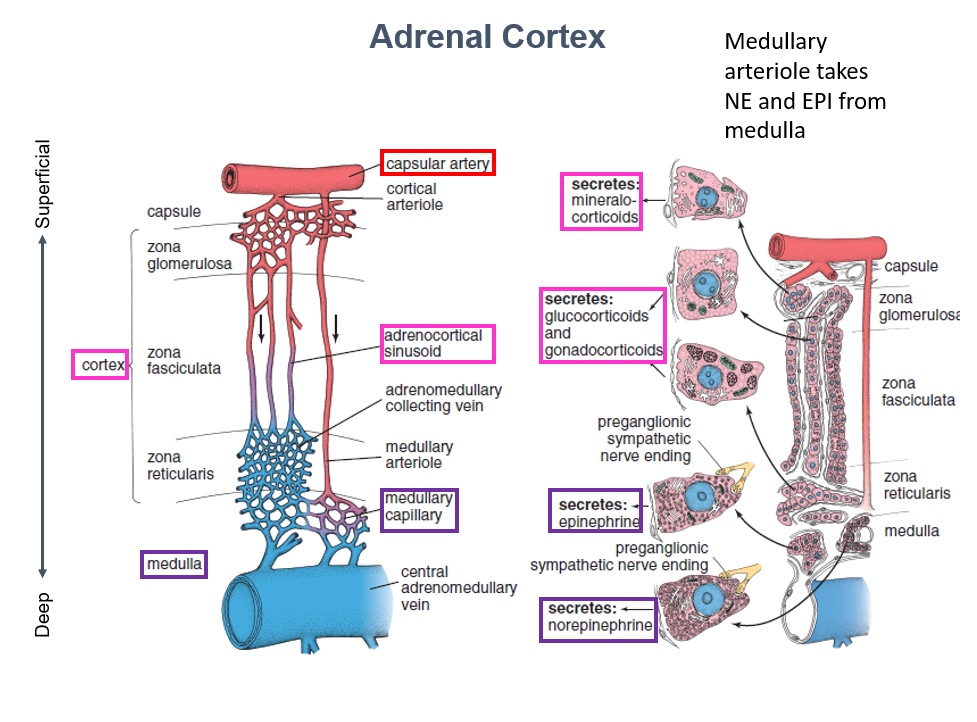 Adrenal Cortex
Medullary
arteriole takes
NE and EPI from
medulla
Superficial
Deep
capsular artery
cortical
arteriole
capsule
zona
glomerulosa
cortex
zona
fasciculata
adrenocortical
sinusoid
adrenomedullary
collecting vein
zona
reticularis
medullary
arteriole
medullary
capillary
medulla
central
adrenomedullary
vein
secretes:
mineralo-
corticoids
secretes:
glucocorticoids
and
gonadocorticoids
preganglionic
sympathetic
nerve ending
secretes:
epinephrine
preganglionic
sympathetic nerve ending
secretes:
norepinephrine
capsule
zona
glomerulosa
zona
fasciculata
zona
reticularis
medulla